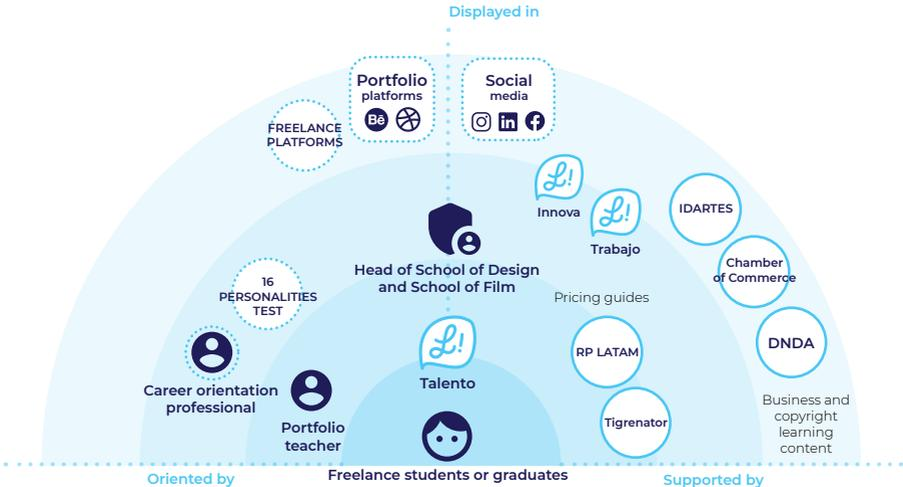 Displayed in
Portfolio
platforms
Bē
Social
media
in
FREELANCE
PLATFORMS
L!
Innova
L!
Trabajo
IDARTES
Chamber
of Commerce
Head of School of Design
and School of Film
16
PERSONALITIES
TEST
Pricing guides
L!
Talento
RP LATAM
DNDA
Career orientation
professional
Portfolio
teacher
Tigrenator
Business and
copyright
learning
content
Oriented by
Freelance students or graduates
Supported by